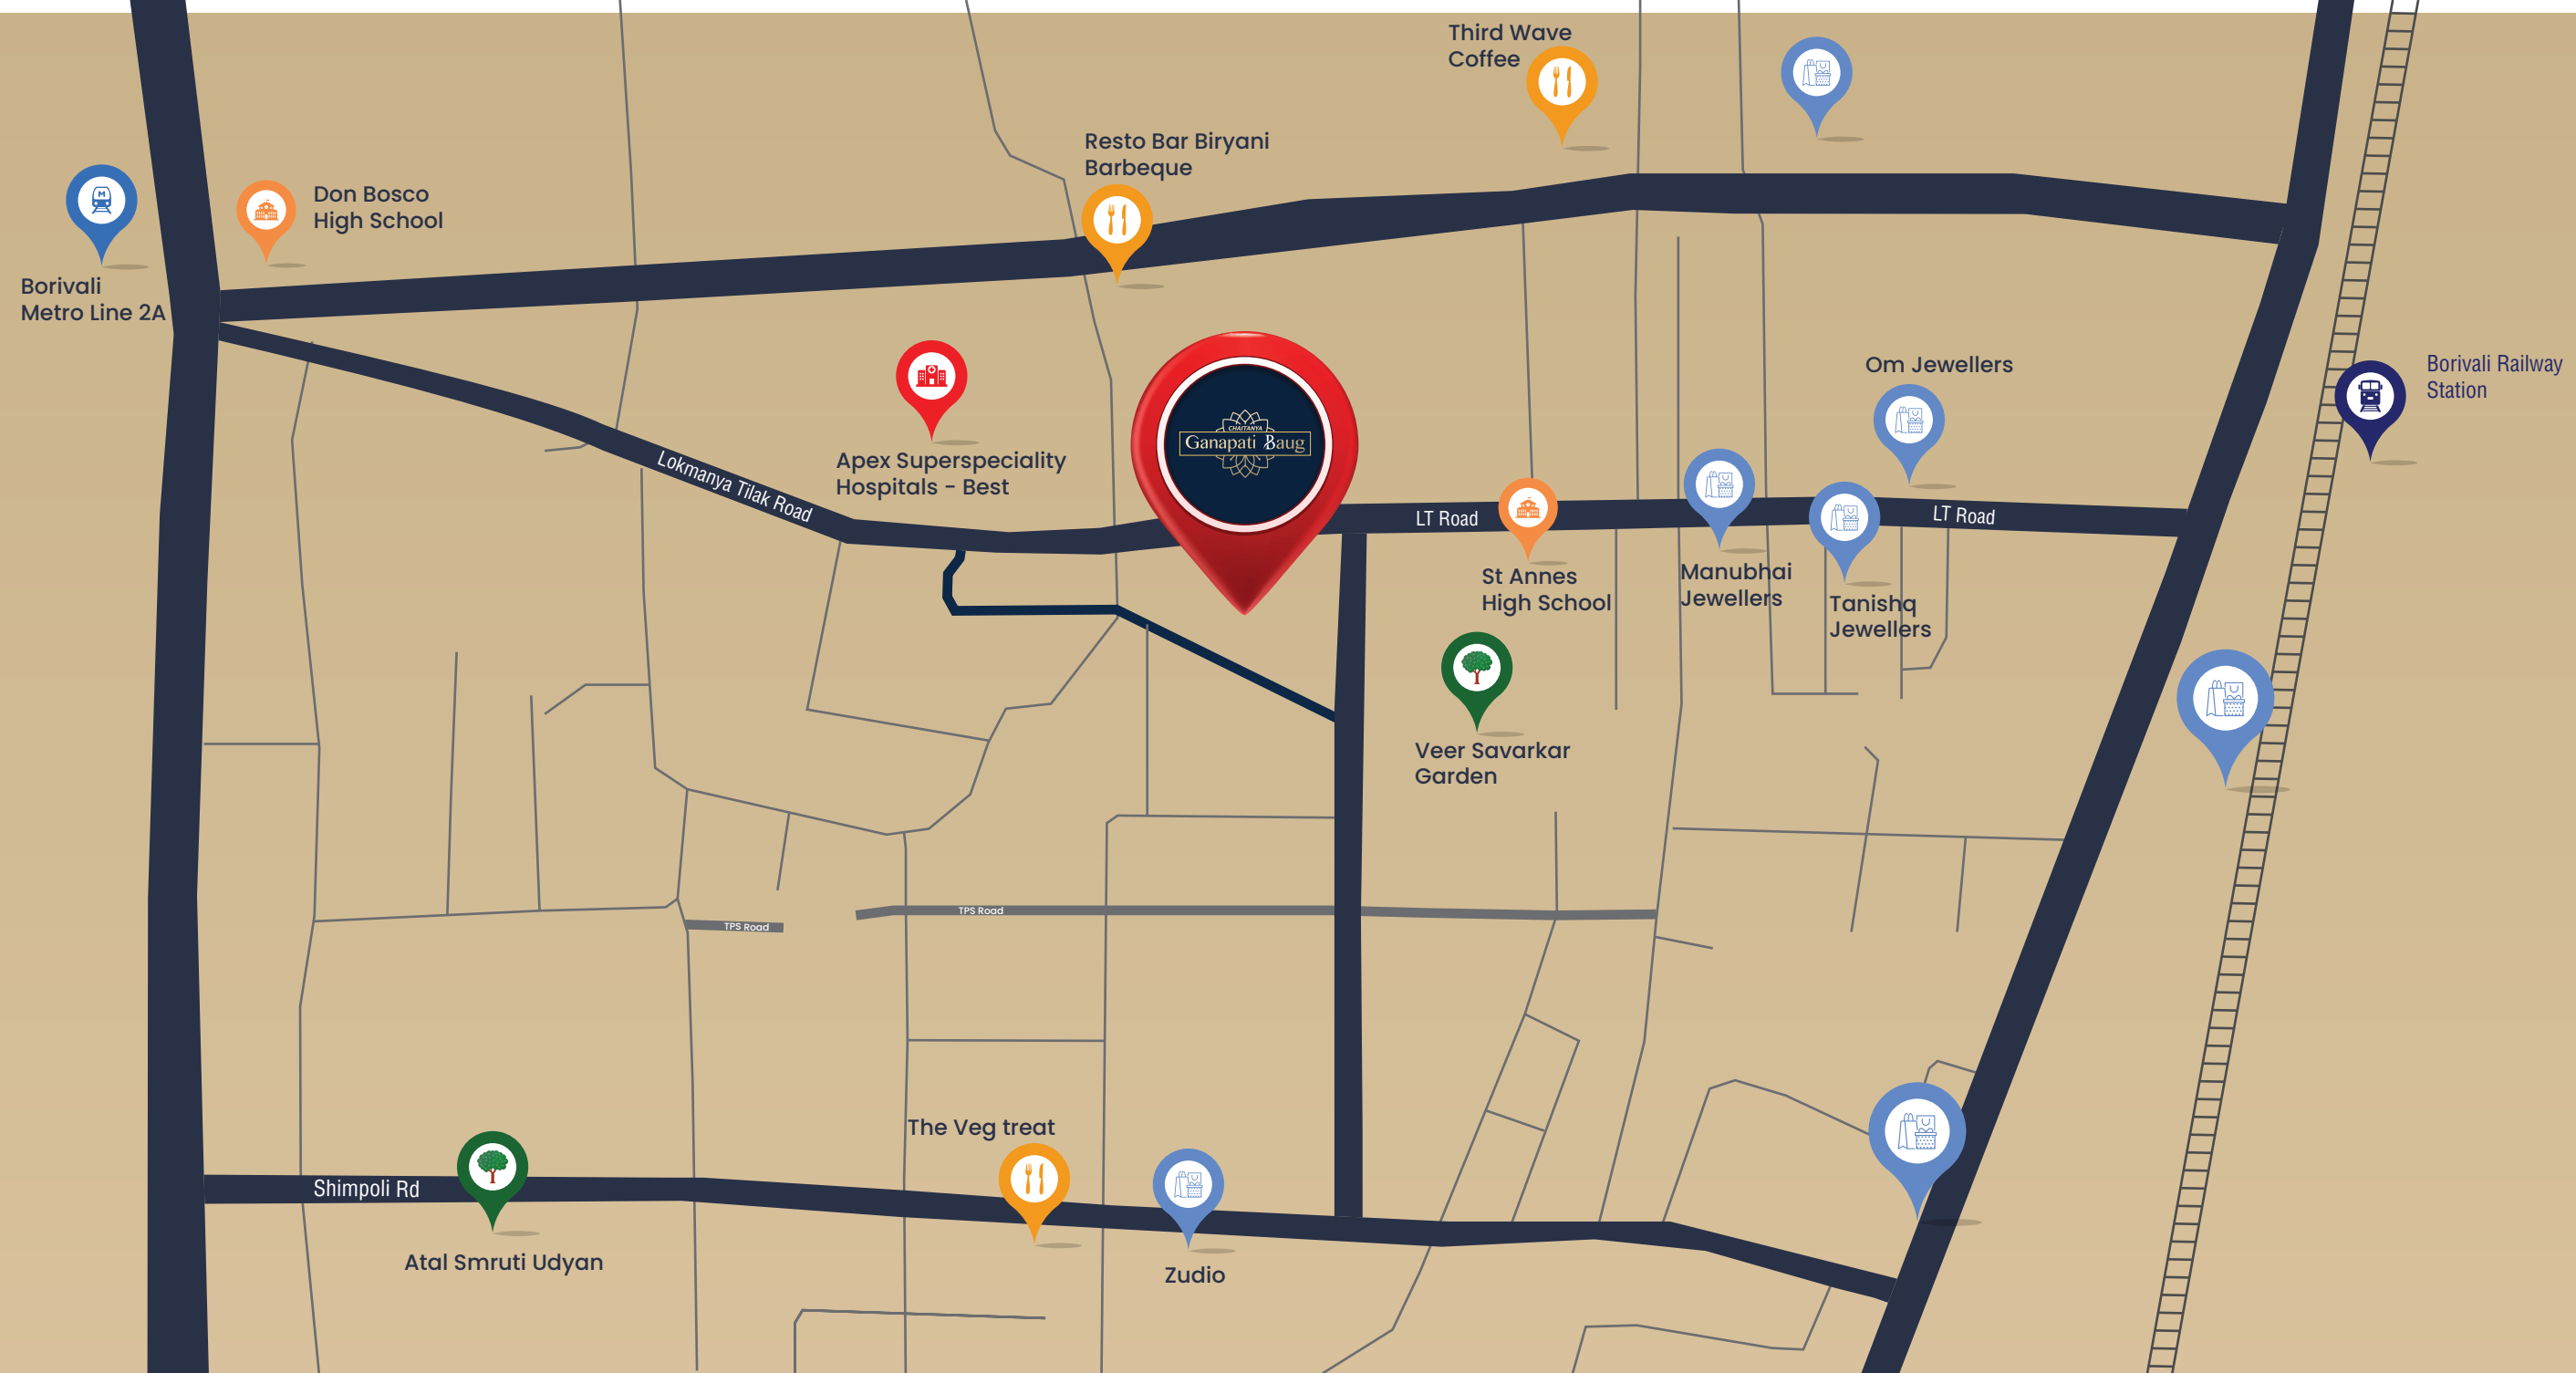 Third Wave
Coffee
Resto Bar Biryani
Barbeque
Don Bosco
High School
Borivali
Metro Line 2A
M
Om Jewellers
Borivali Railway
Station
CHAITANYA
Ganapati Baug
Apex Superspeciality
Hospitals - Best
Lokmanya Tilak Road
LT Road
LT Road
St Annes
High School
Manubhai
Jewellers
Tanishq
Jewellers
Veer Savarkar
Garden
TPS Road
TPS Road
The Veg treat
Shimpoli Rd
Atal Smruti Udyan
Zudio